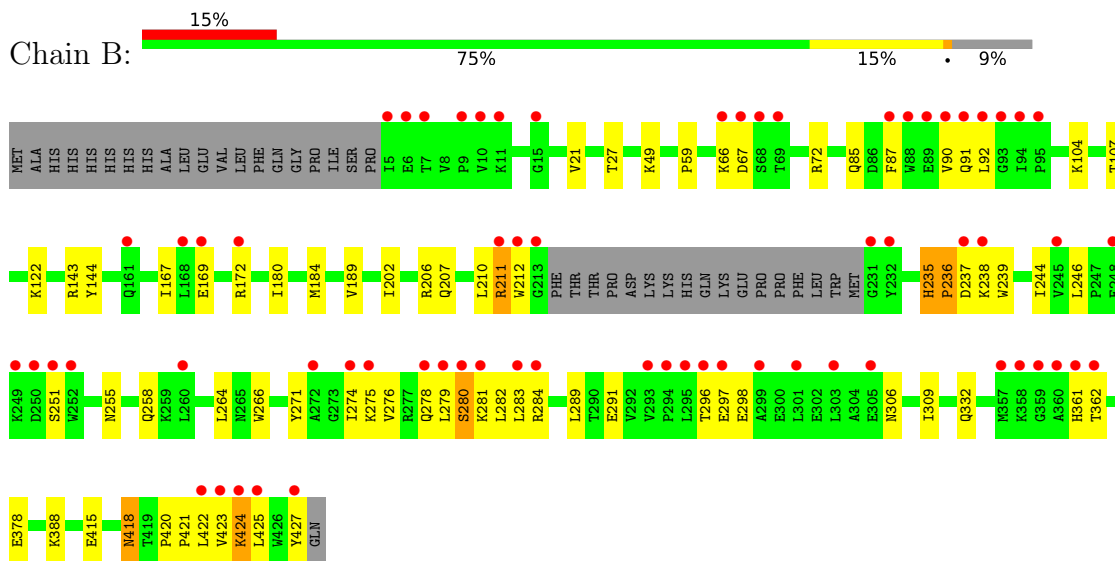 15%
Chain B:
75% 15% • 9%
MET ALA HIS HIS HIS HIS HIS HIS ALA LEU GLU VAL LEU PHE GLN GLY PRO ILE SER PRO I5 E6 T7 V8 P9 V10 K11 G15 V21 T27 K49 P59 K66 D67 S68 T69 R72 Q85 D86 F87 W88 E89 V90 Q91 L92 G93 I94 P95 K104
K122 R143 Y144 Q161 I167 L168 E169 R172 I180 M184 V189 I202 R206 Q207 L210 R211 W212 G213 PHE THR THR PRO ASP LYS LYS HIS GLN LYS GLU GLU PRO PRO PHE LEU TRP MET G231 Y232 H235 P236 D237 K238 W239 I244 V245 L246 P247
K249 D250 S251 W252 N255 Q258 K259 L260 L264 N265 W266 Y271 A272 G273 I274 K275 V276 R277 Q278 L279 S280 K281 L282 L283 R284 L289 T290 E291 V292 V293 P294 L295 T296 E297 E298 A299 E300 L301 E302 L303 A304 E305 N306 I309 Q332 M357 K358 G359 A360 H361 T362
E378 K388 E415 N418 T419 P420 P421 L422 V423 K424 L425 W426 Y427 GLN